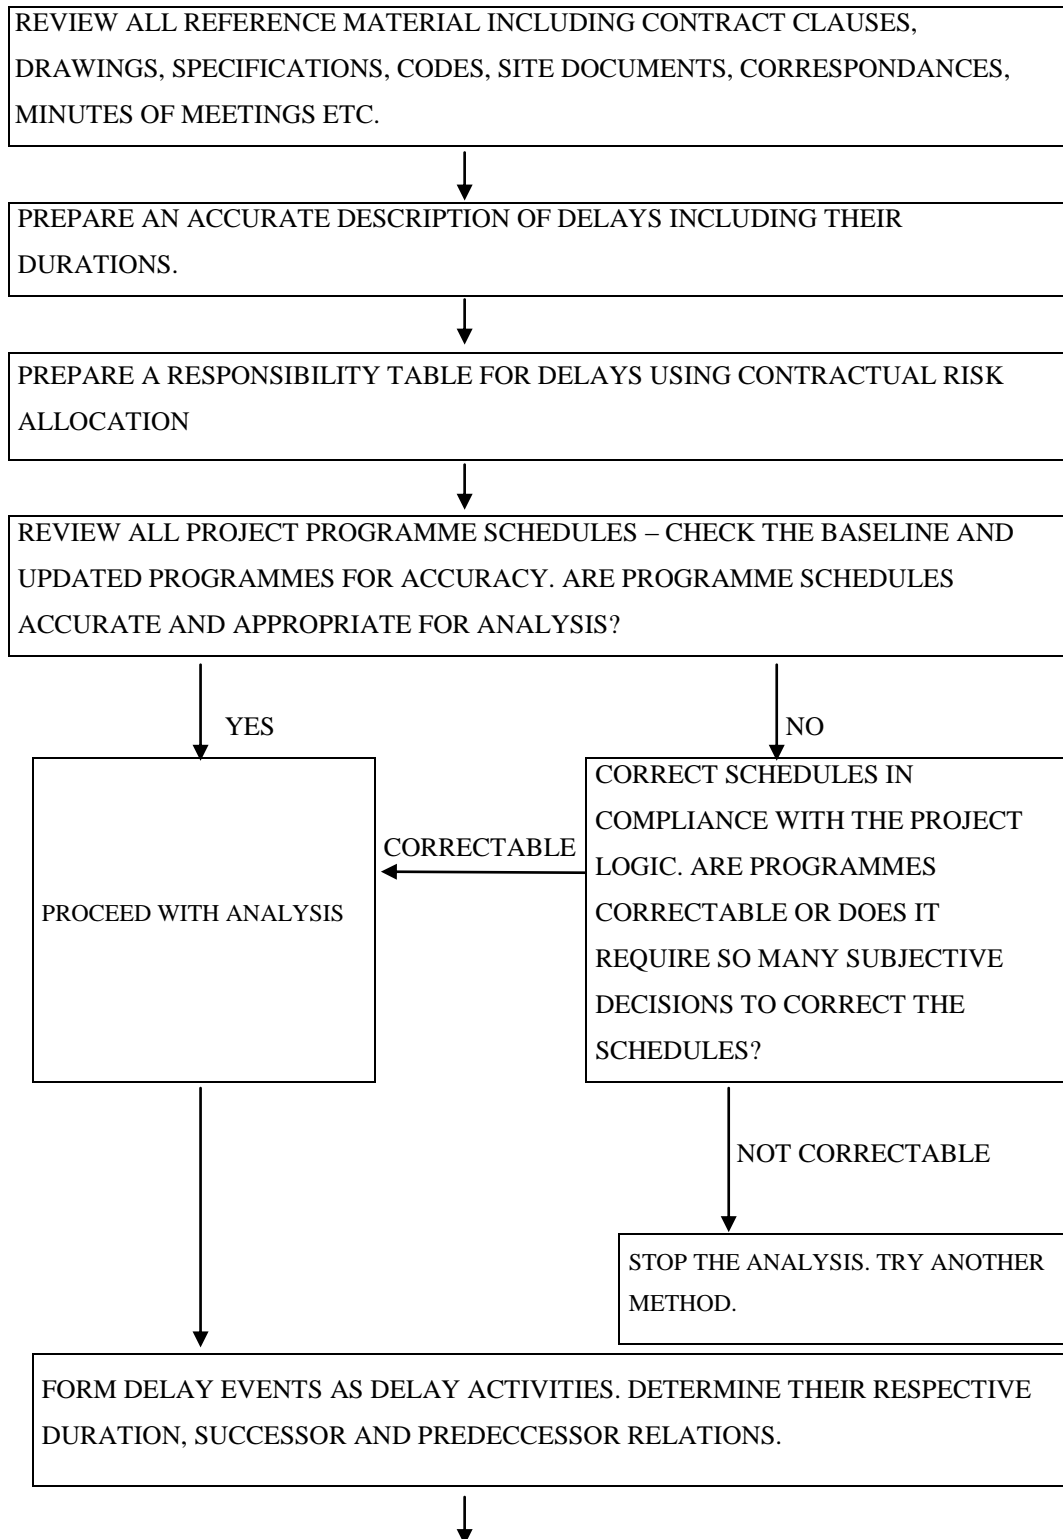 REVIEW ALL REFERENCE MATERIAL INCLUDING CONTRACT CLAUSES,
DRAWINGS, SPECIFICATIONS, CODES, SITE DOCUMENTS, CORRESPONDANCES,
MINUTES OF MEETINGS ETC.
PREPARE AN ACCURATE DESCRIPTION OF DELAYS INCLUDING THEIR
DURATIONS.
PREPARE A RESPONSIBILITY TABLE FOR DELAYS USING CONTRACTUAL RISK
ALLOCATION
REVIEW ALL PROJECT PROGRAMME SCHEDULES – CHECK THE BASELINE AND
UPDATED PROGRAMMES FOR ACCURACY. ARE PROGRAMME SCHEDULES
ACCURATE AND APPROPRIATE FOR ANALYSIS?
YES
NO
PROCEED WITH ANALYSIS
CORRECTABLE
CORRECT SCHEDULES IN
COMPLIANCE WITH THE PROJECT
LOGIC. ARE PROGRAMMES
CORRECTABLE OR DOES IT
REQUIRE SO MANY SUBJECTIVE
DECISIONS TO CORRECT THE
SCHEDULES?
NOT CORRECTABLE
STOP THE ANALYSIS. TRY ANOTHER
METHOD.
FORM DELAY EVENTS AS DELAY ACTIVITIES. DETERMINE THEIR RESPECTIVE
DURATION, SUCCESSOR AND PREDECCESSOR RELATIONS.